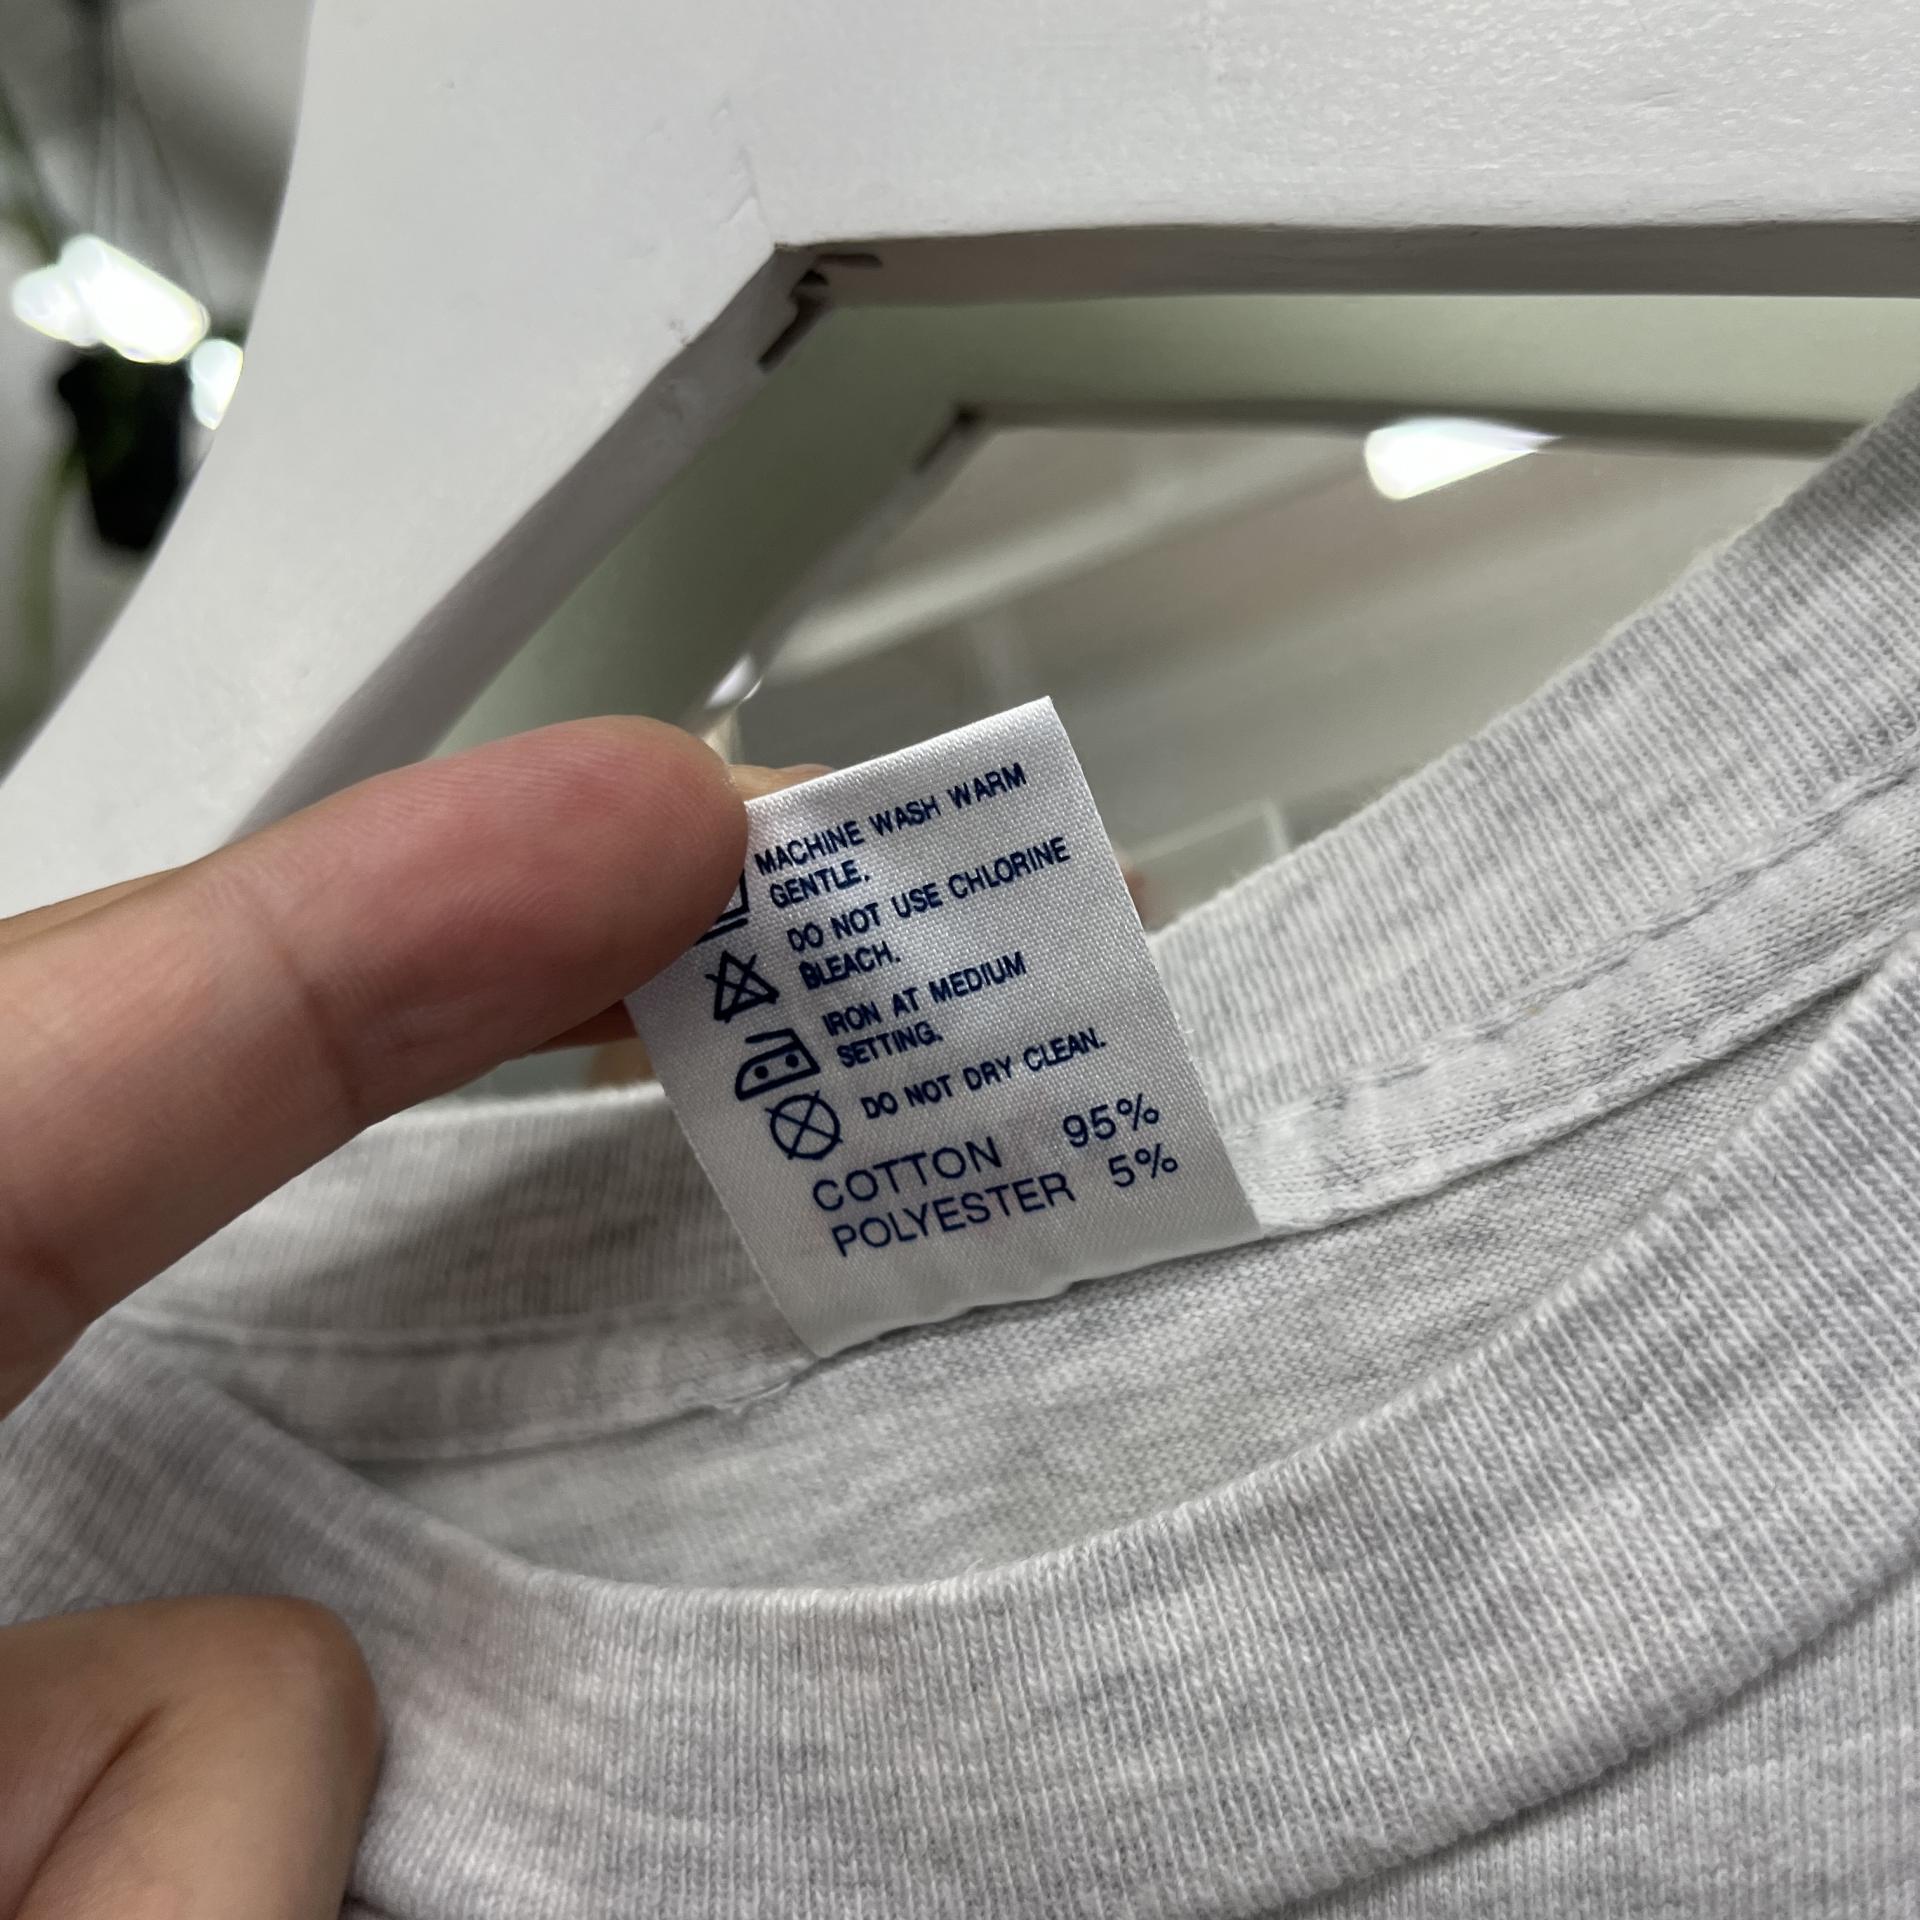 MACHINE WASH WARM
GENTLE.
DO NOT USE CHLORINE
BLEACH.
IRON AT MEDIUM
SETTING.
DO NOT DRY CLEAN.
COTTON 95%
POLYESTER 5%